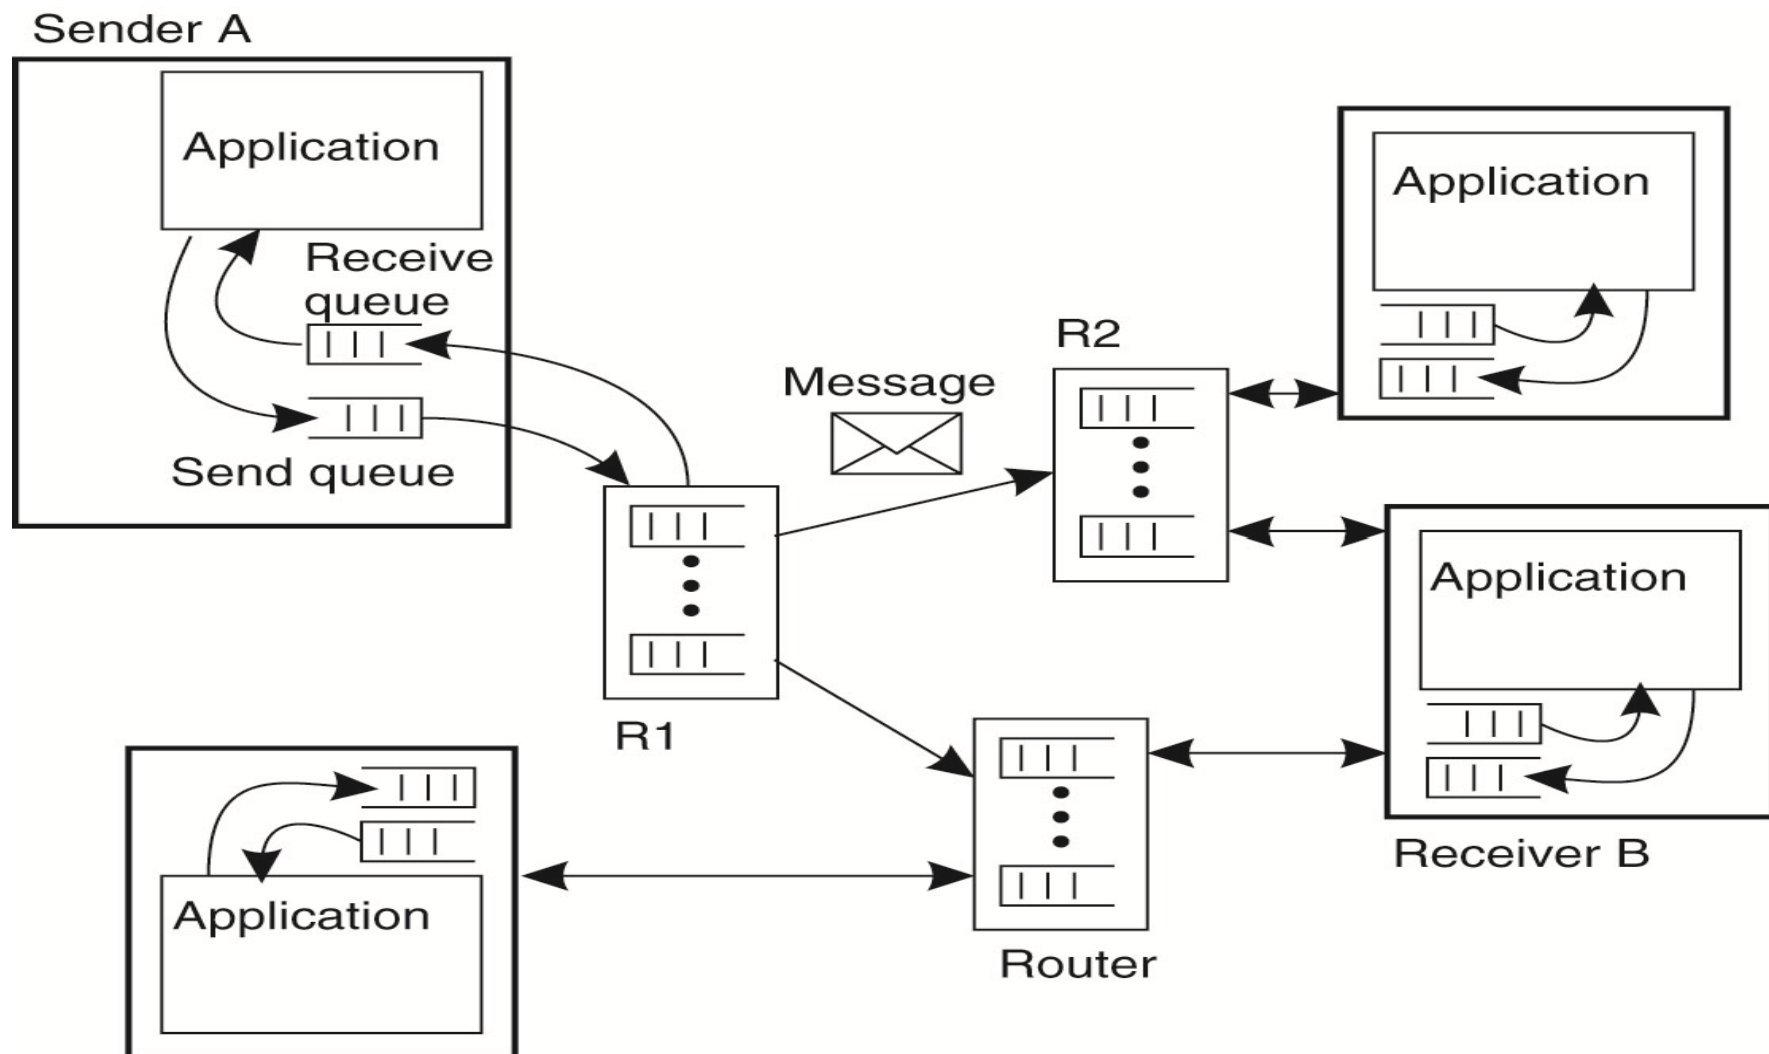 Sender A
Application
Receive
queue
Send queue
Message
R2
Application
R1
Application
Receiver B
Application
Router